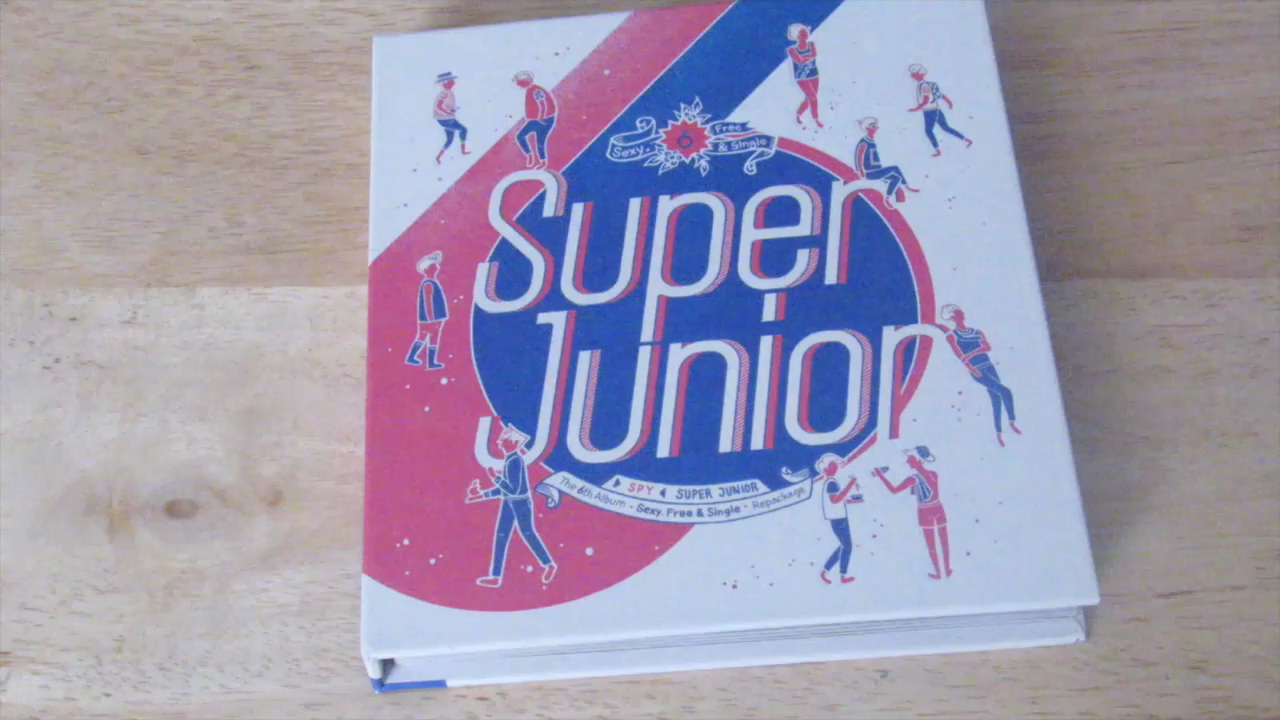 Sexy, Free
& Single
Super
Junior
SPY SUPER JUNIOR
The 6th Album · Sexy, Free & Single · Repackage